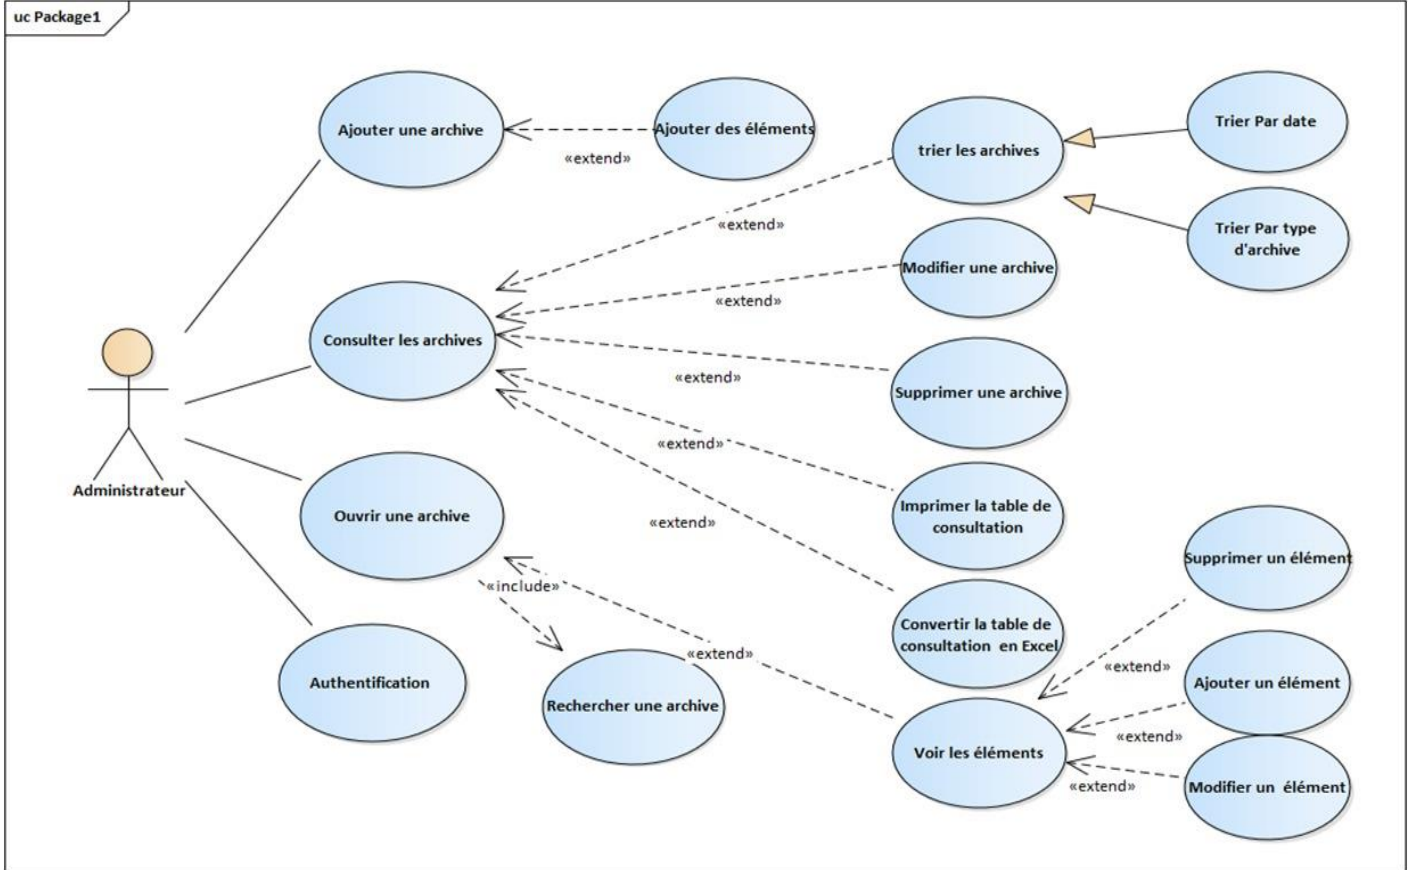 uc Package1
Ajouter une archive
«extend»
Ajouter des éléments
trier les archives
Trier Par date
Trier Par type
d'archive
«extend»
Modifier une archive
«extend»
Consulter les archives
«extend»
Supprimer une archive
«extend»
Administrateur
Imprimer la table de
consultation
Ouvrir une archive
«extend»
Supprimer un élément
«include»
Convertir la table de
consultation  en Excel
«extend»
«extend»
Authentification
Rechercher une archive
Ajouter un élément
Voir les éléments
«extend»
Modifier un  élément
«extend»